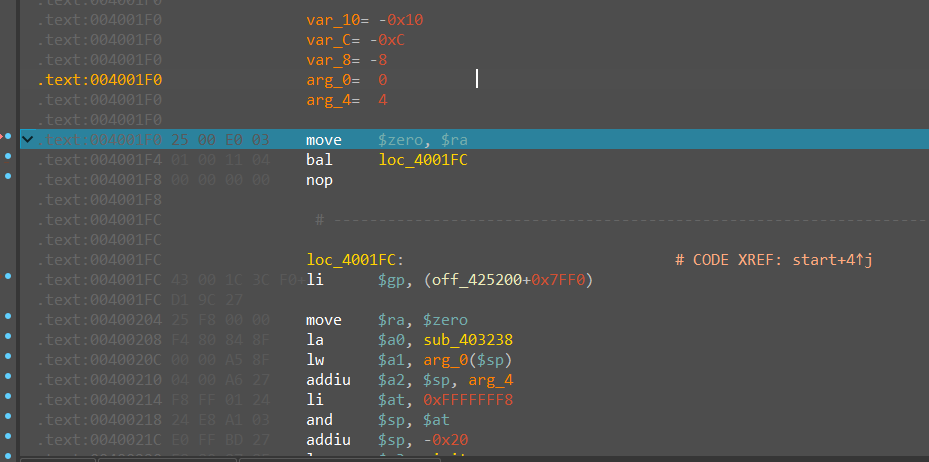 .text:004001F0
.text:004001F0 var_10= -0x10
.text:004001F0 var_C= -0xC
.text:004001F0 var_8= -8
.text:004001F0 arg_0= 0
.text:004001F0 arg_4= 4
.text:004001F0
.text:004001F0 25 00 E0 03 move $zero, $ra
.text:004001F4 01 00 11 04 bal loc_4001FC
.text:004001F8 00 00 00 00 nop
.text:004001F8
.text:004001FC # ---------------------------------------------------------------------
.text:004001FC
.text:004001FC loc_4001FC: # CODE XREF: start+4↑j
.text:004001FC 43 00 1C 3C F0+li $gp, (off_425200+0x7FF0)
.text:004001FC D1 9C 27
.text:00400204 25 F8 00 00 move $ra, $zero
.text:00400208 F4 80 84 8F la $a0, sub_403238
.text:0040020C 00 00 A5 8F lw $a1, arg_0($sp)
.text:00400210 04 00 A6 27 addiu $a2, $sp, arg_4
.text:00400214 F8 FF 01 24 li $at, 0xFFFFFFF8
.text:00400218 24 E8 A1 03 and $sp, $at
.text:0040021C E0 FF BD 27 addiu $sp, -0x20